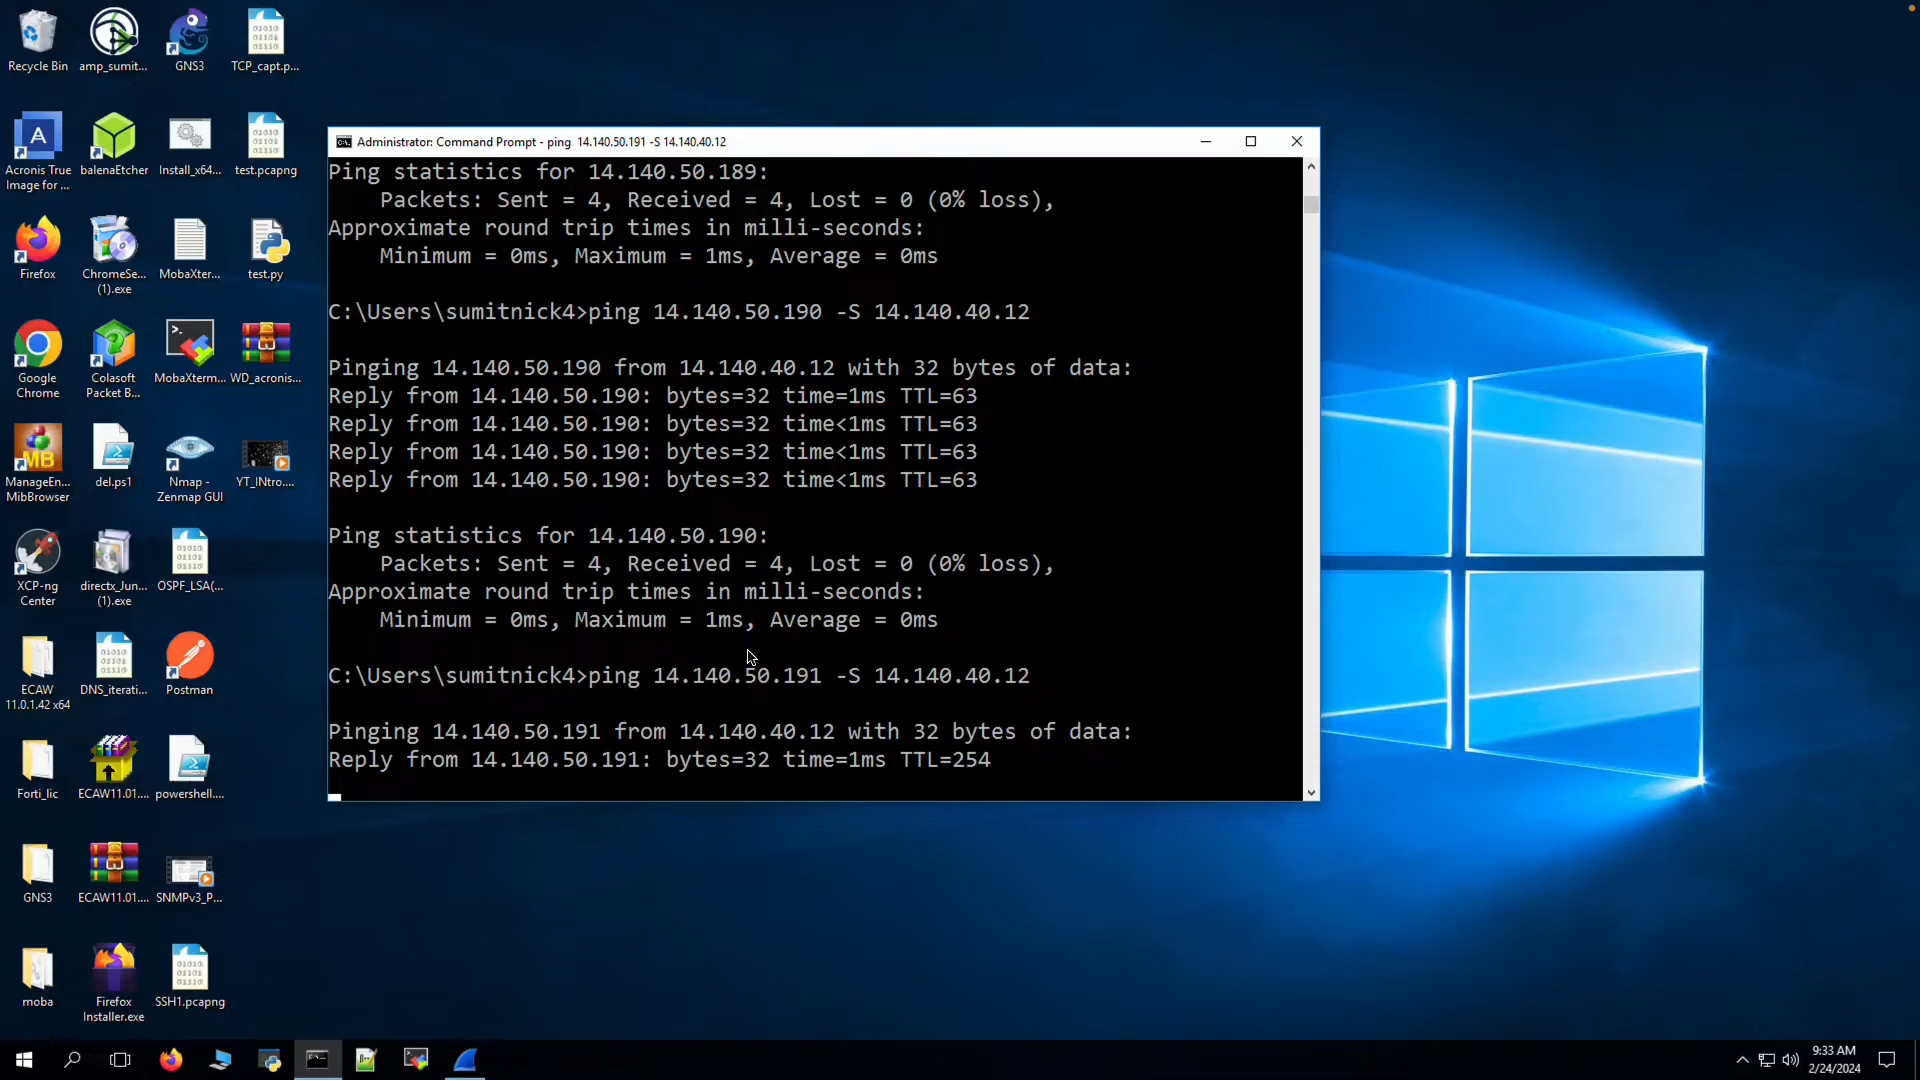 Recycle Bin
amp_sumit...
GNS3
TCP_capt.p...
Acronis True
Image for ...
balenaEtcher
Install_x64...
test.pcapng
Firefox
ChromeSe...
(1).exe
MobaXter...
test.py
Google
Chrome
Colasoft
Packet B...
MobaXterm...
WD_acronis...
ManageEn...
MibBrowser
del.ps1
Nmap -
Zenmap GUI
YT_INtro....
XCP-ng
Center
directx_Jun...
(1).exe
OSPF_LSA(...
ECAW
11.0.1.42 x64
DNS_iterati...
Postman
Forti_lic
ECAW11.01....
powershell....
GNS3
ECAW11.01....
SNMPv3_P...
moba
Firefox
Installer.exe
SSH1.pcapng
Administrator: Command Prompt - ping  14.140.50.191 -S 14.140.40.12
Ping statistics for 14.140.50.189:
    Packets: Sent = 4, Received = 4, Lost = 0 (0% loss),
Approximate round trip times in milli-seconds:
    Minimum = 0ms, Maximum = 1ms, Average = 0ms
C:\Users\sumitnick4>ping 14.140.50.190 -S 14.140.40.12
Pinging 14.140.50.190 from 14.140.40.12 with 32 bytes of data:
Reply from 14.140.50.190: bytes=32 time=1ms TTL=63
Reply from 14.140.50.190: bytes=32 time<1ms TTL=63
Reply from 14.140.50.190: bytes=32 time<1ms TTL=63
Reply from 14.140.50.190: bytes=32 time<1ms TTL=63
Ping statistics for 14.140.50.190:
    Packets: Sent = 4, Received = 4, Lost = 0 (0% loss),
Approximate round trip times in milli-seconds:
    Minimum = 0ms, Maximum = 1ms, Average = 0ms
C:\Users\sumitnick4>ping 14.140.50.191 -S 14.140.40.12
Pinging 14.140.50.191 from 14.140.40.12 with 32 bytes of data:
Reply from 14.140.50.191: bytes=32 time=1ms TTL=254
9:33 AM
2/24/2024